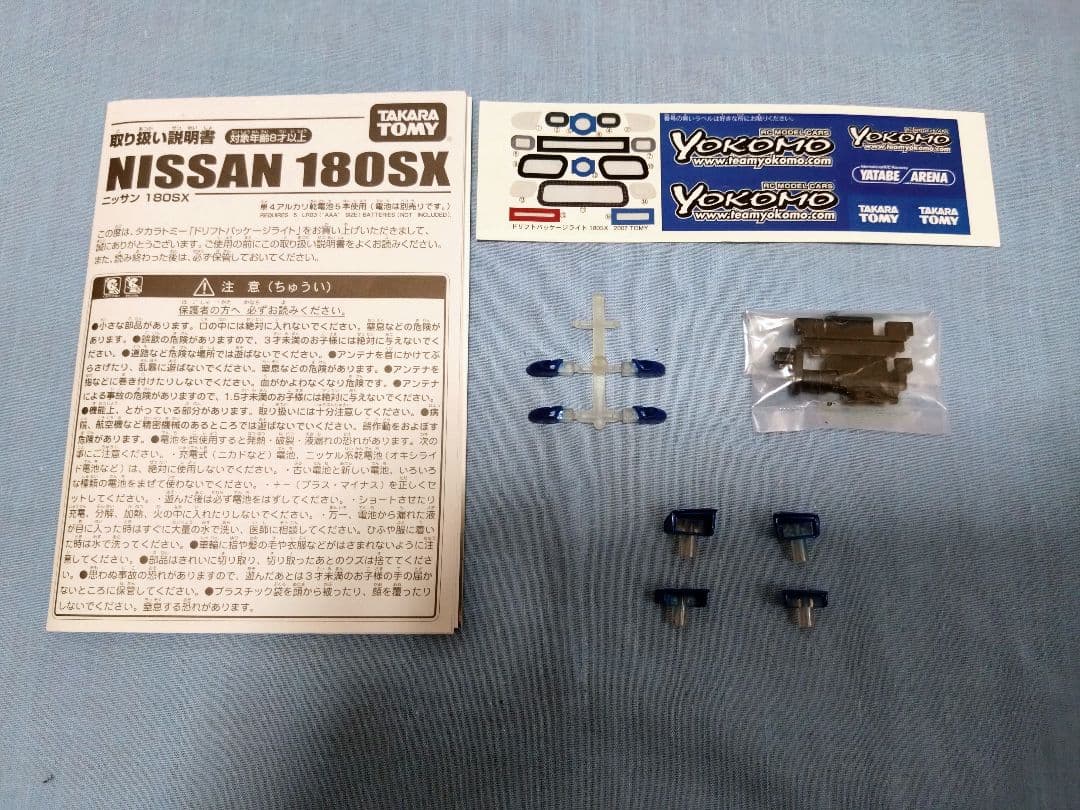 取り扱い説明書 対象年齢8才以上
TAKARA TOMY
NISSAN 180SX
ニッサン 180SX
単4アルカリ乾電池5本使用（電池は別売りです。）
REQUIRES 5 LR03 "AAA" SIZE BATTERIES (NOT INCLUDED)
この度は、タカラトミー「ドリフトパッケージライト」をお買い上げいただきまして、
誠にありがとうございます。ご使用の前にこの取り扱い説明書をよくお読みください。
また、読み終わった後は、必ず保管しておいてください。
注 意（ちゅうい）
保護者の方へ 必ずお読みください。
●小さな部品があります。口の中には絶対に入れないでください。窒息などの危険が
あります。●誤飲の危険がありますので、3才未満のお子様には絶対に与えないでく
ださい。●道路など危険な場所では遊ばないでください。●アンテナを首にかけてぶ
らさげたり、乱暴に遊ばないでください。窒息などの危険があります。●アンテナを
指などに巻き付けたりしないでください。血がかよわなくなり危険です。●アンテナ
による事故の危険がありますので、1.5才未満のお子様には絶対に与えないでください。
●機能上、とがっている部分があります。取り扱いには十分注意してください。●病
院、航空機など精密機械のあるところでは遊ばないでください。誤作動をおよぼす
危険があります。●電池を誤使用すると発熱・破裂・液漏れの恐れがあります。次の
事にご注意ください。・充電式（ニカドなど）電池、ニッケル系乾電池（オキシライ
ド電池など）は、絶対に使用しないでください。・古い電池と新しい電池、いろいろ
な種類の電池をまぜて使わないでください。・＋－（プラス・マイナス）を正しくセ
ットしてください。・遊んだ後は必ず電池をはずしてください。・ショートさせたり
充電、分解、加熱、火の中に入れたりしないでください。・万一、電池から漏れた液
が目に入った時はすぐに大量の水で洗い、医師に相談してください。ひふや服に着い
た時は水で洗ってください。●車輪に指や髪の毛や衣服などがはさまれないように注
意してください。●部品はきれいに切り取り、切り取ったあとのクズは捨ててくださ
い。●思わぬ事故の恐れがありますので、遊んだあとは3才未満のお子様の手の届か
ないところに保管してください。●プラスチック袋を頭から被ったり、顔を覆ったり
しないでください。窒息する恐れがあります。
番号の無いラベルは好きな所にお貼りください。
RC MODEL CARS
YOKOMO
www.teamyokomo.com
RC MODEL CARS
YOKOMO
www.teamyokomo.com
RC MODEL CARS
YOKOMO
www.teamyokomo.com
YATABE ARENA
TAKARA TOMY
TAKARA TOMY
ドリフトパッケージライト 180SX 2007 TOMY